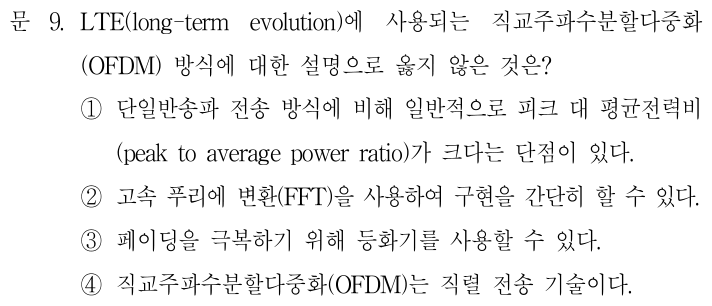 문 9. LTE(long-term evolution)에 사용되는 직교주파수분할다중화
(OFDM) 방식에 대한 설명으로 옳지 않은 것은?
① 단일반송파 전송 방식에 비해 일반적으로 피크 대 평균전력비
(peak to average power ratio)가 크다는 단점이 있다.
② 고속 푸리에 변환(FFT)을 사용하여 구현을 간단히 할 수 있다.
③ 페이딩을 극복하기 위해 등화기를 사용할 수 있다.
④ 직교주파수분할다중화(OFDM)는 직렬 전송 기술이다.